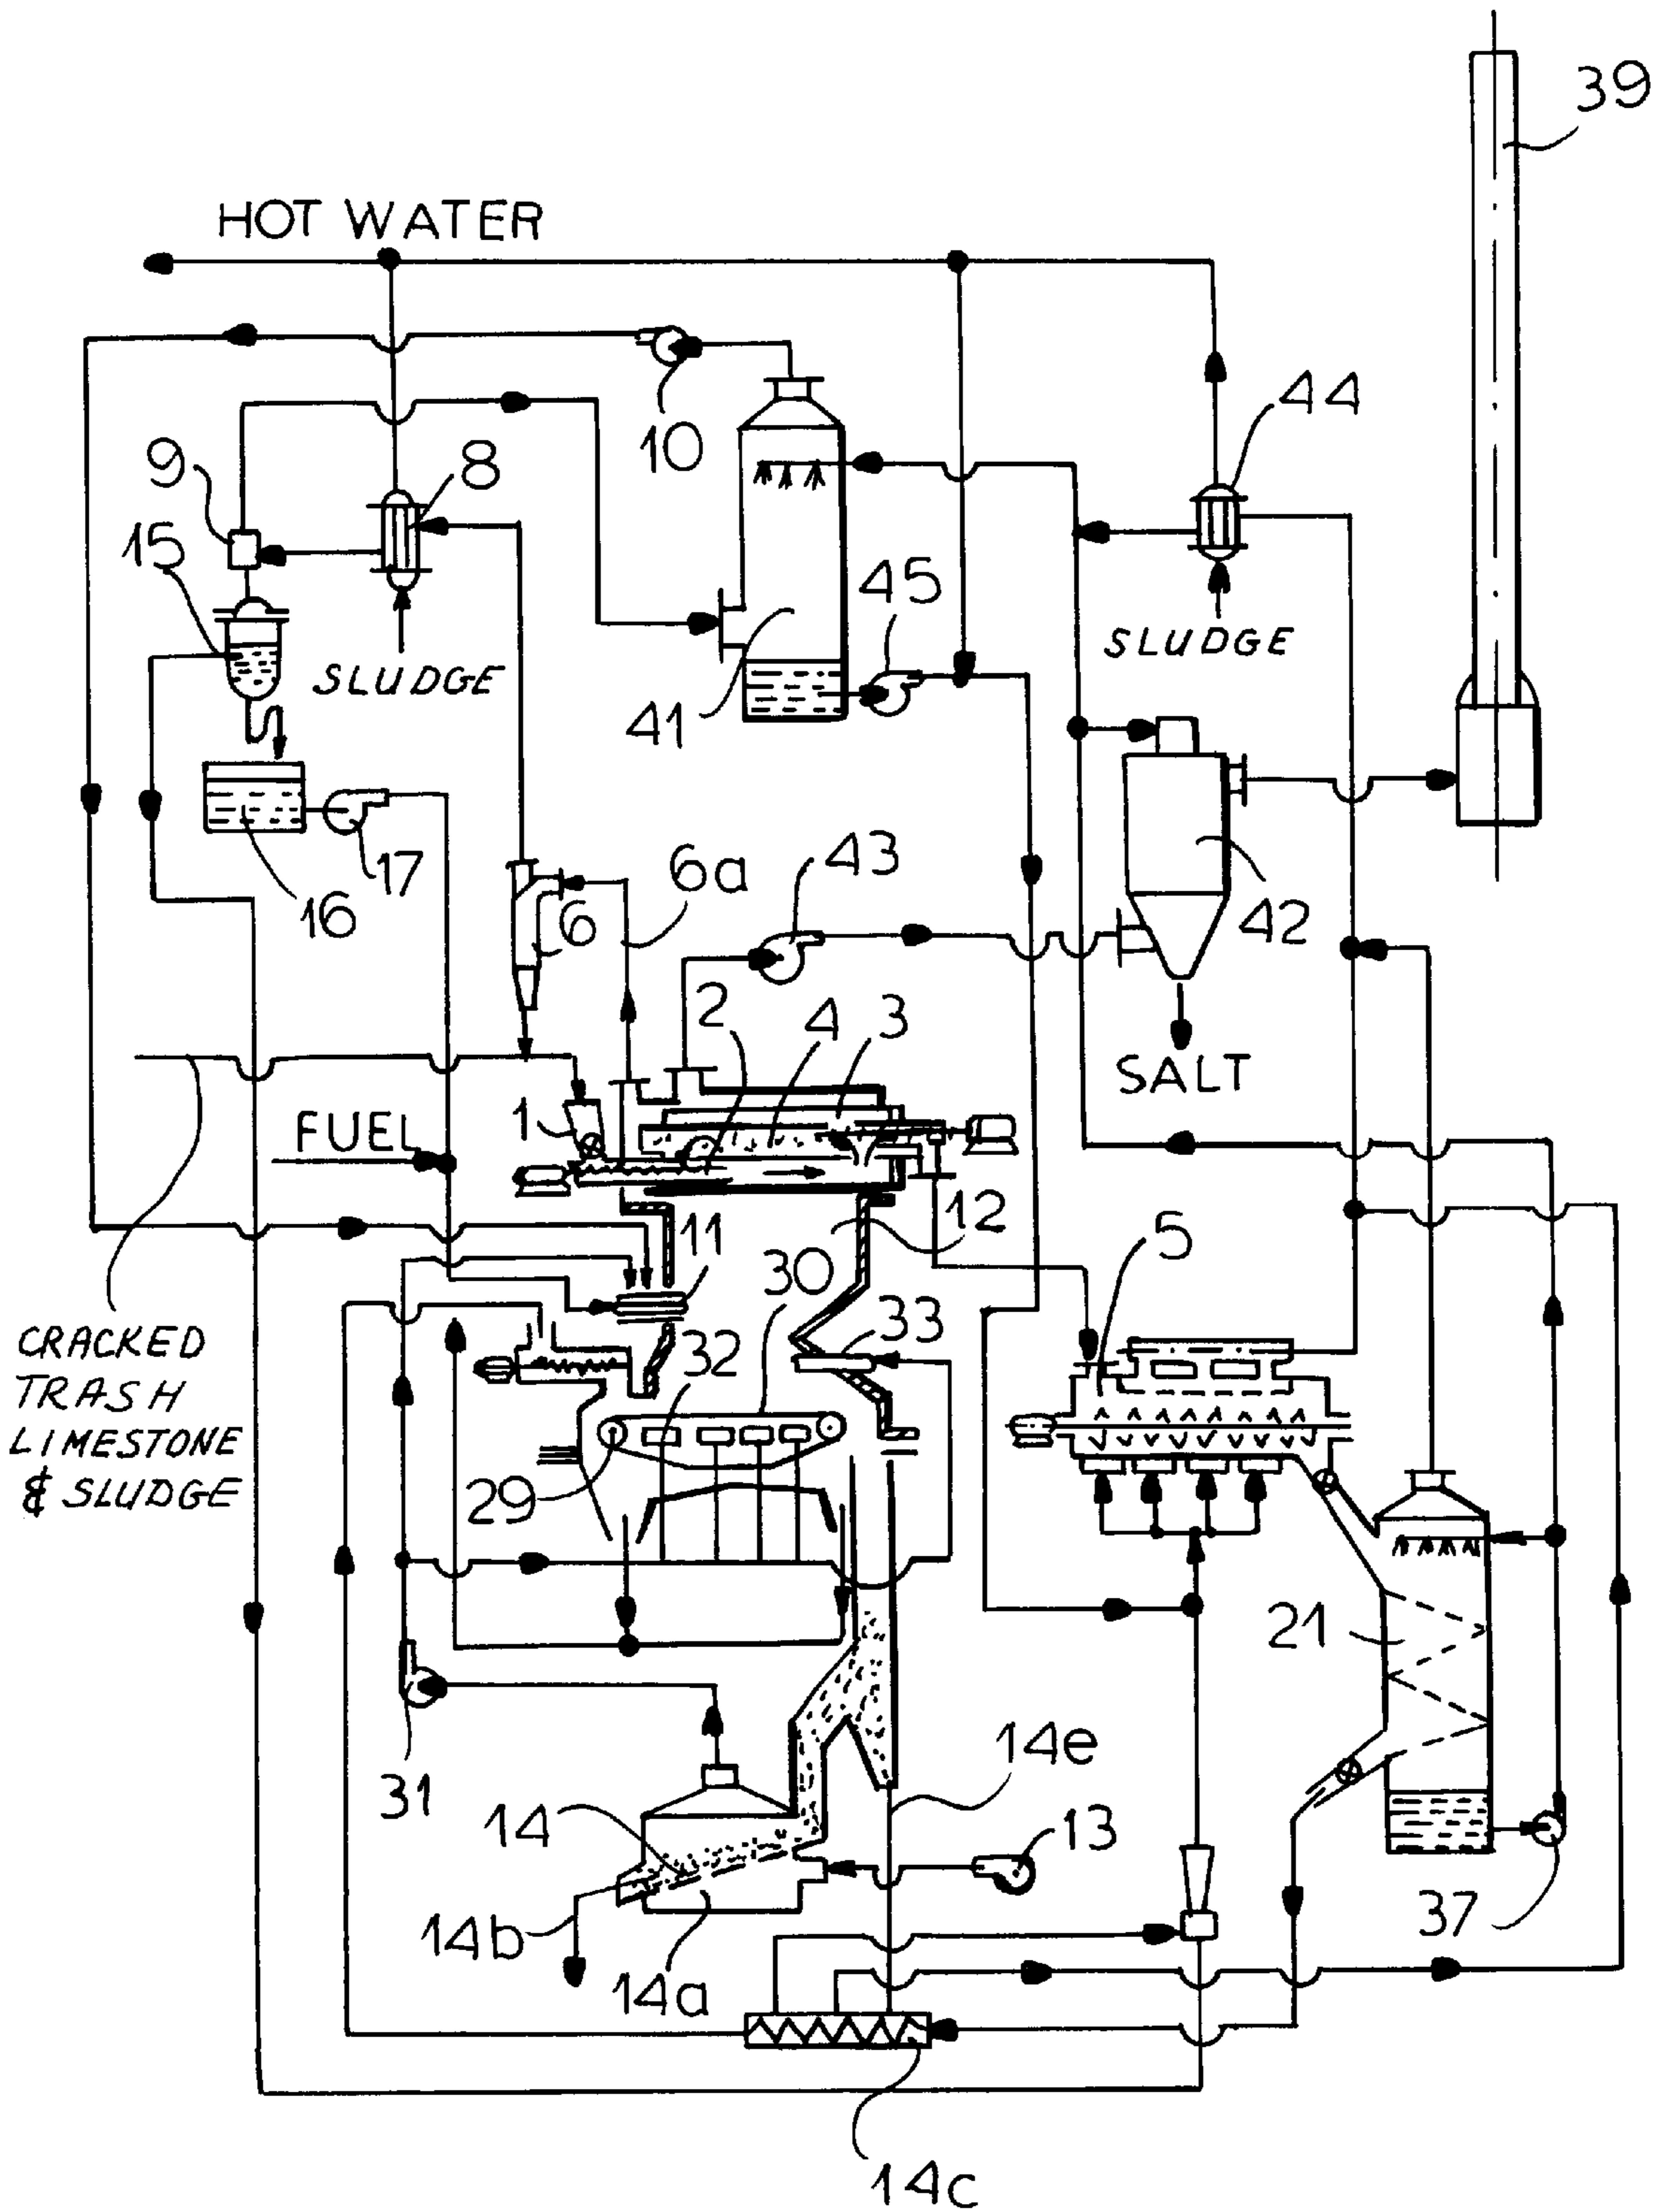 39
HOT WATER
44
10
9
8
15
45
SLUDGE
SLUDGE
41
43
6a
17
16
6
42
2
4
3
SALT
1
FUEL
12
11
5
30
33
CRACKED
TRASH
LIMESTONE
& SLUDGE
32
29
21
14e
31
14
13
14b
37
14a
14c